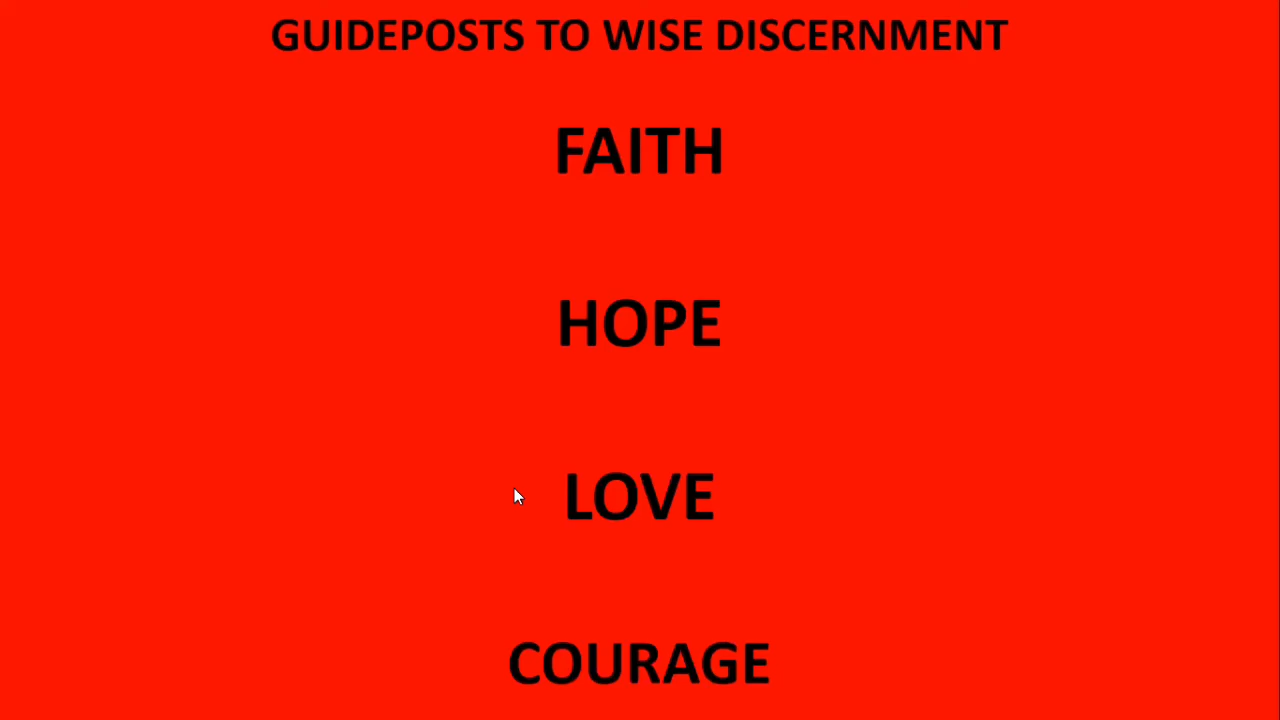 GUIDEPOSTS TO WISE DISCERNMENT
FAITH
HOPE
LOVE
COURAGE